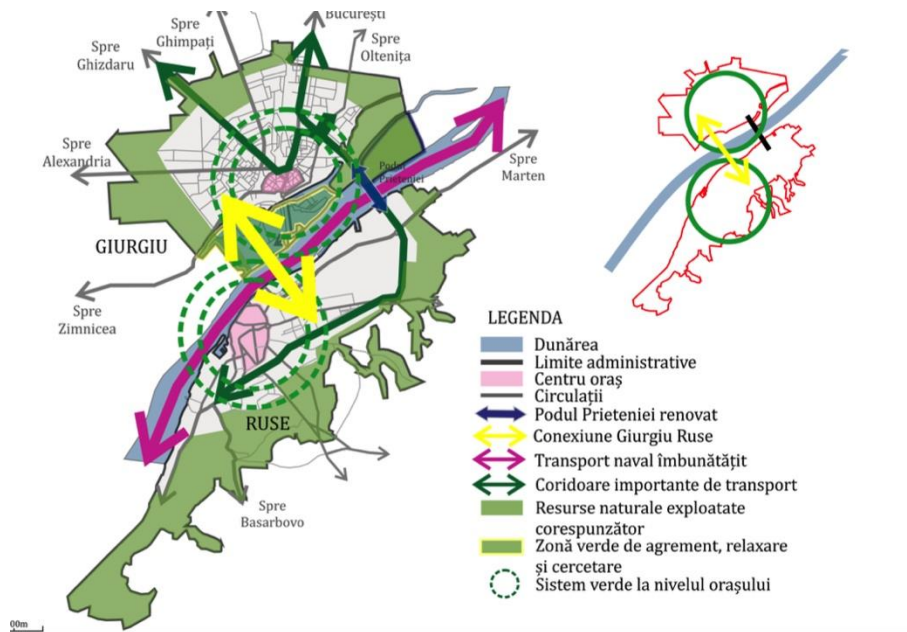 București
Spre
Ghimpați
Spre
Oltenița
Spre
Ghizdaru
Spre
Alexandria
Podul
Prieteniei
Spre
Marten
GIURGIU
Spre
Zimnicea
RUSE
Spre
Basarbovo
00m
LEGENDA
Dunărea
Limite administrative
Centru oraș
Circulații
Podul Prieteniei renovat
Conexiune Giurgiu Ruse
Transport naval îmbunătățit
Coridoare importante de transport
Resurse naturale exploatate
corespunzător
Zonă verde de agrement, relaxare
și cercetare
Sistem verde la nivelul orașului